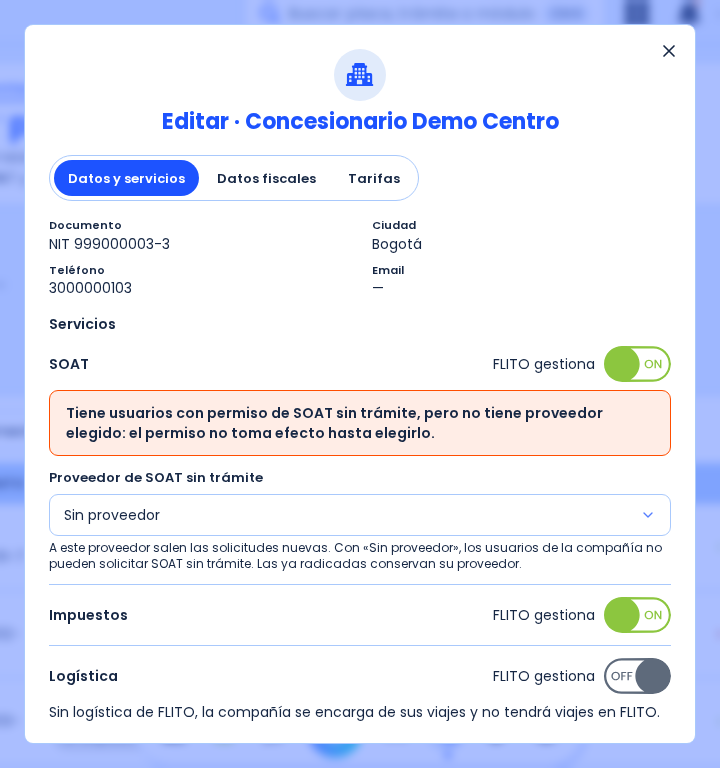 Editar · Concesionario Demo Centro
Datos y servicios
Datos fiscales
Tarifas
Documento
NIT 999000003-3
Ciudad
Bogotá
Teléfono
3000000103
Email
—
Servicios
SOAT
FLITO gestiona
ON
Tiene usuarios con permiso de SOAT sin trámite, pero no tiene proveedor
elegido: el permiso no toma efecto hasta elegirlo.
Proveedor de SOAT sin trámite
Sin proveedor
A este proveedor salen las solicitudes nuevas. Con «Sin proveedor», los usuarios de la compañía no
pueden solicitar SOAT sin trámite. Las ya radicadas conservan su proveedor.
Impuestos
FLITO gestiona
ON
Logística
FLITO gestiona
OFF
Sin logística de FLITO, la compañía se encarga de sus viajes y no tendrá viajes en FLITO.